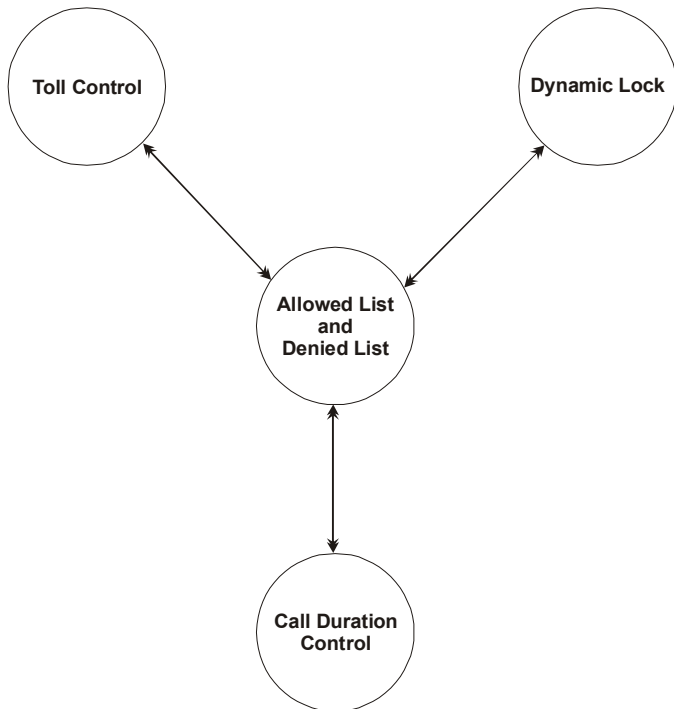 Toll Control
Dynamic Lock
Allowed List
and
Denied List
Call Duration
Control